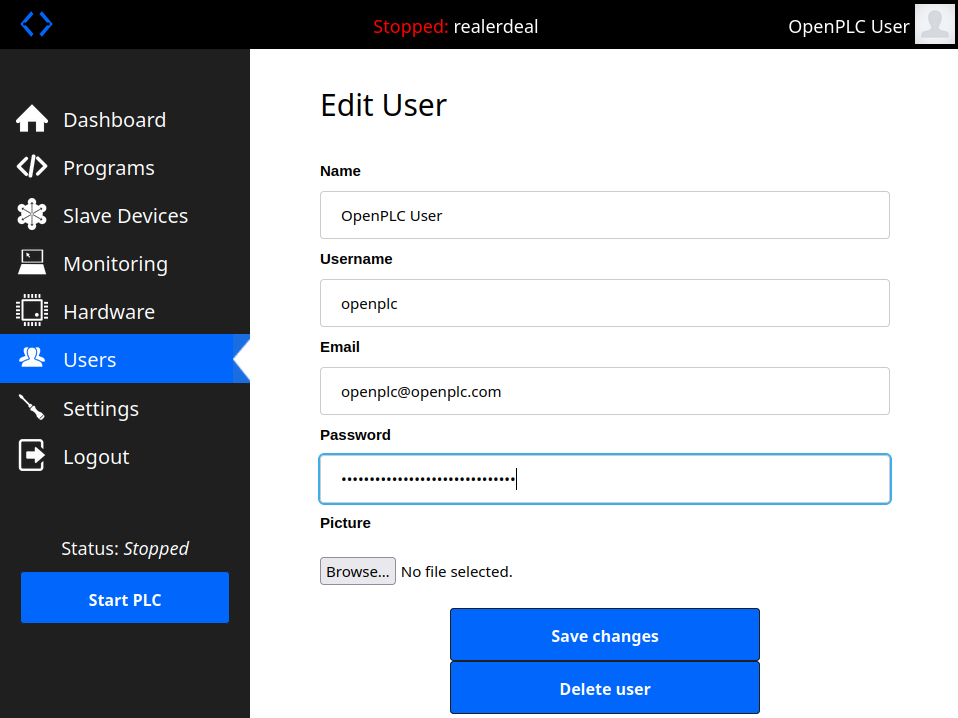 Stopped: realerdeal
OpenPLC User
Dashboard
Programs
Slave Devices
Monitoring
Hardware
Users
Settings
Logout
Status: Stopped
Start PLC
Edit User
Name
OpenPLC User
Username
openplc
Email
openplc@openplc.com
Password
•••••••••••••••••••••••••••••••
Picture
Browse... No file selected.
Save changes
Delete user